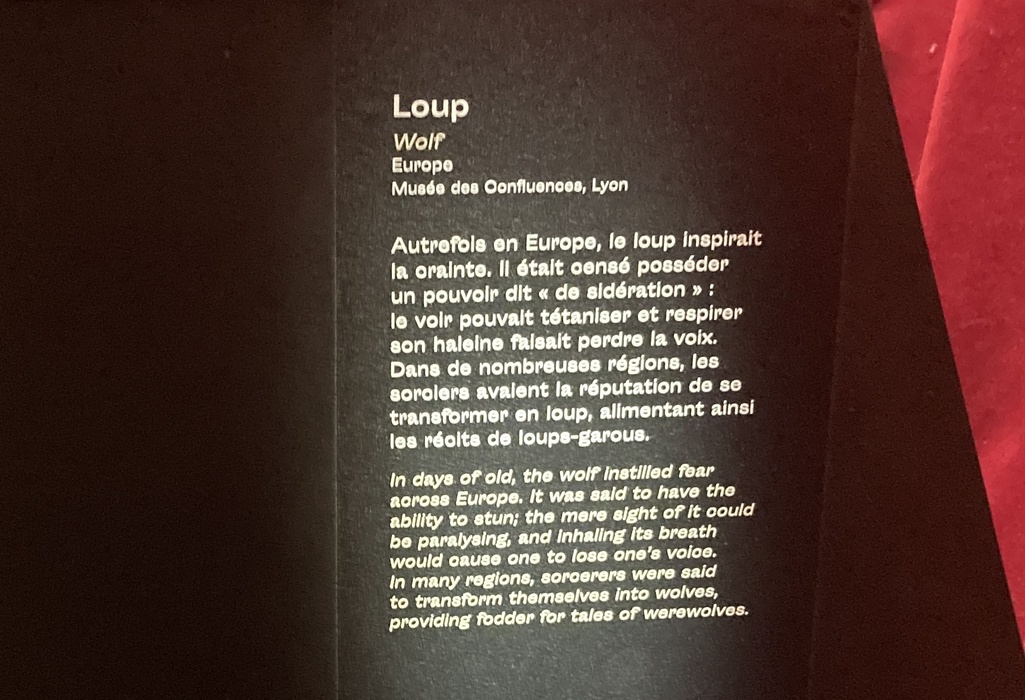 Loup
Wolf
Europe
Musée des Confluences, Lyon
Autrefois en Europe, le loup inspirait
la crainte. Il était censé posséder
un pouvoir dit « de sidération » :
le voir pouvait tétaniser et respirer
son haleine faisait perdre la voix.
Dans de nombreuses régions, les
sorciers avaient la réputation de se
transformer en loup, alimentant ainsi
les récits de loups-garous.
In days of old, the wolf instilled fear
across Europe. It was said to have the
ability to stun; the mere sight of it could
be paralysing, and inhaling its breath
would cause one to lose one's voice.
In many regions, sorcerers were said
to transform themselves into wolves,
providing fodder for tales of werewolves.